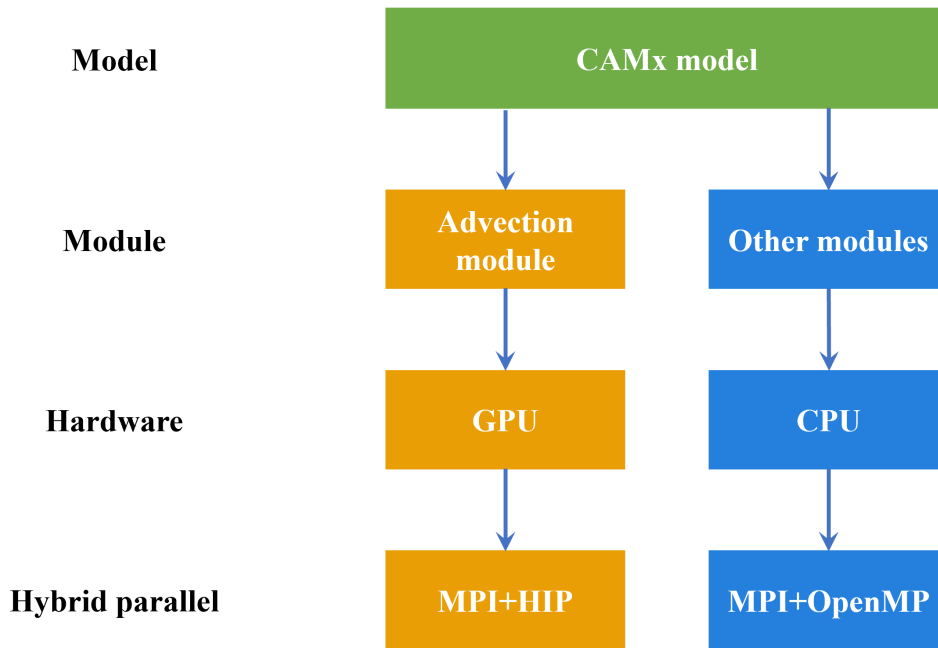 Model
CAMx model
Module
Advection
module
Other modules
Hardware
GPU
CPU
Hybrid parallel
MPI+HIP
MPI+OpenMP